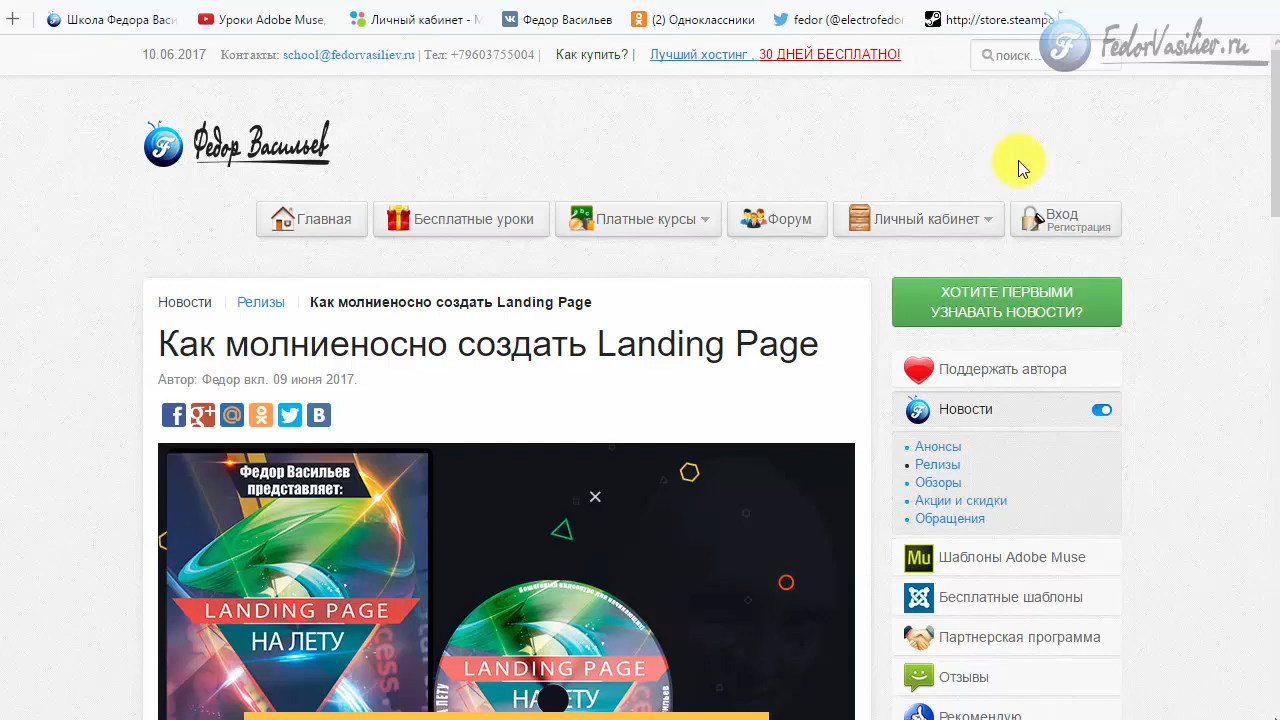 Школа Федора Васи
Уроки Adobe Muse,
Личный кабинет - М
Федор Васильев
(2) Одноклассники
fedor (@electrofedo
http://store.steampo
FedorVasiliev.ru
10.06.2017
Контакты: school@fedorvasiliev.ru | Тел: +79603755004 |
Как купить? |
Лучший хостинг . 30 ДНЕЙ БЕСПЛАТНО!
поиск...
Федор Васильев
Главная
Бесплатные уроки
Платные курсы
Форум
Личный кабинет
Вход
Регистрация
Новости
Релизы
Как молниеносно создать Landing Page
Как молниеносно создать Landing Page
Автор: Федор вкл. 09 июня 2017.
Федор Васильев
представляет:
LANDING PAGE
НА ЛЕТУ
LANDING PAGE
НА ЛЕТУ
ХОТИТЕ ПЕРВЫМИ
УЗНАВАТЬ НОВОСТИ?
Поддержать автора
Новости
Анонсы
Релизы
Обзоры
Акции и скидки
Обращения
Mu
Шаблоны Adobe Muse
Бесплатные шаблоны
Партнерская программа
Отзывы
Рекомендую